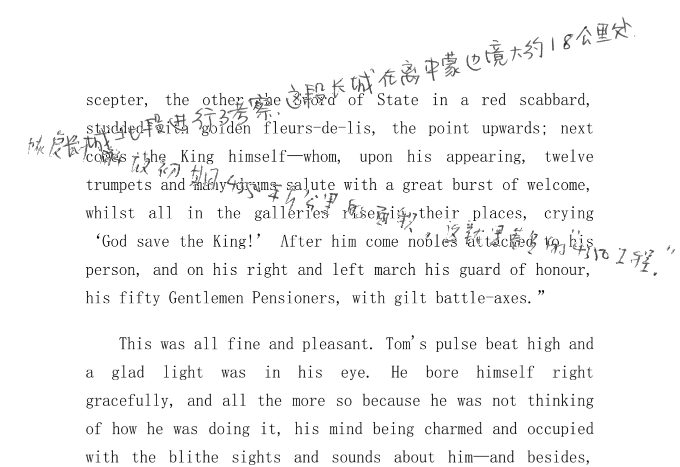 scepter, the other the Sword of State in a red scabbard,
studded with golden fleurs-de-lis, the point upwards; next
comes the King himself—whom, upon his appearing, twelve
trumpets and many drums salute with a great burst of welcome,
whilst all in the galleries rise in their places, crying
‘God save the King!’ After him come nobles attached to his
person, and on his right and left march his guard of honour,
his fifty Gentlemen Pensioners, with gilt battle-axes.”
This was all fine and pleasant. Tom's pulse beat high and
a glad light was in his eye. He bore himself right
gracefully, and all the more so because he was not thinking
of how he was doing it, his mind being charmed and occupied
with the blithe sights and sounds about him—and besides,
长城地段进行了考察,这段长城在离中蒙边境大约18公里处
工程."